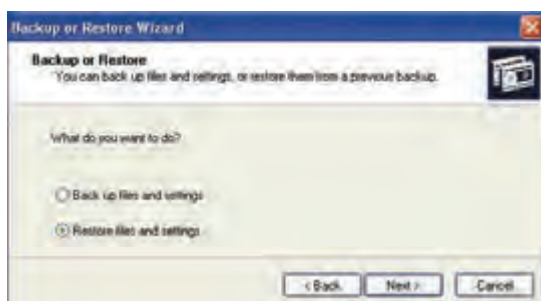 Backup or Restore Wizard
Backup or Restore
You can back up files and settings, or restore them from a previous backup.
What do you want to do?
Back up files and settings
Restore files and settings
< Back
Next >
Cancel